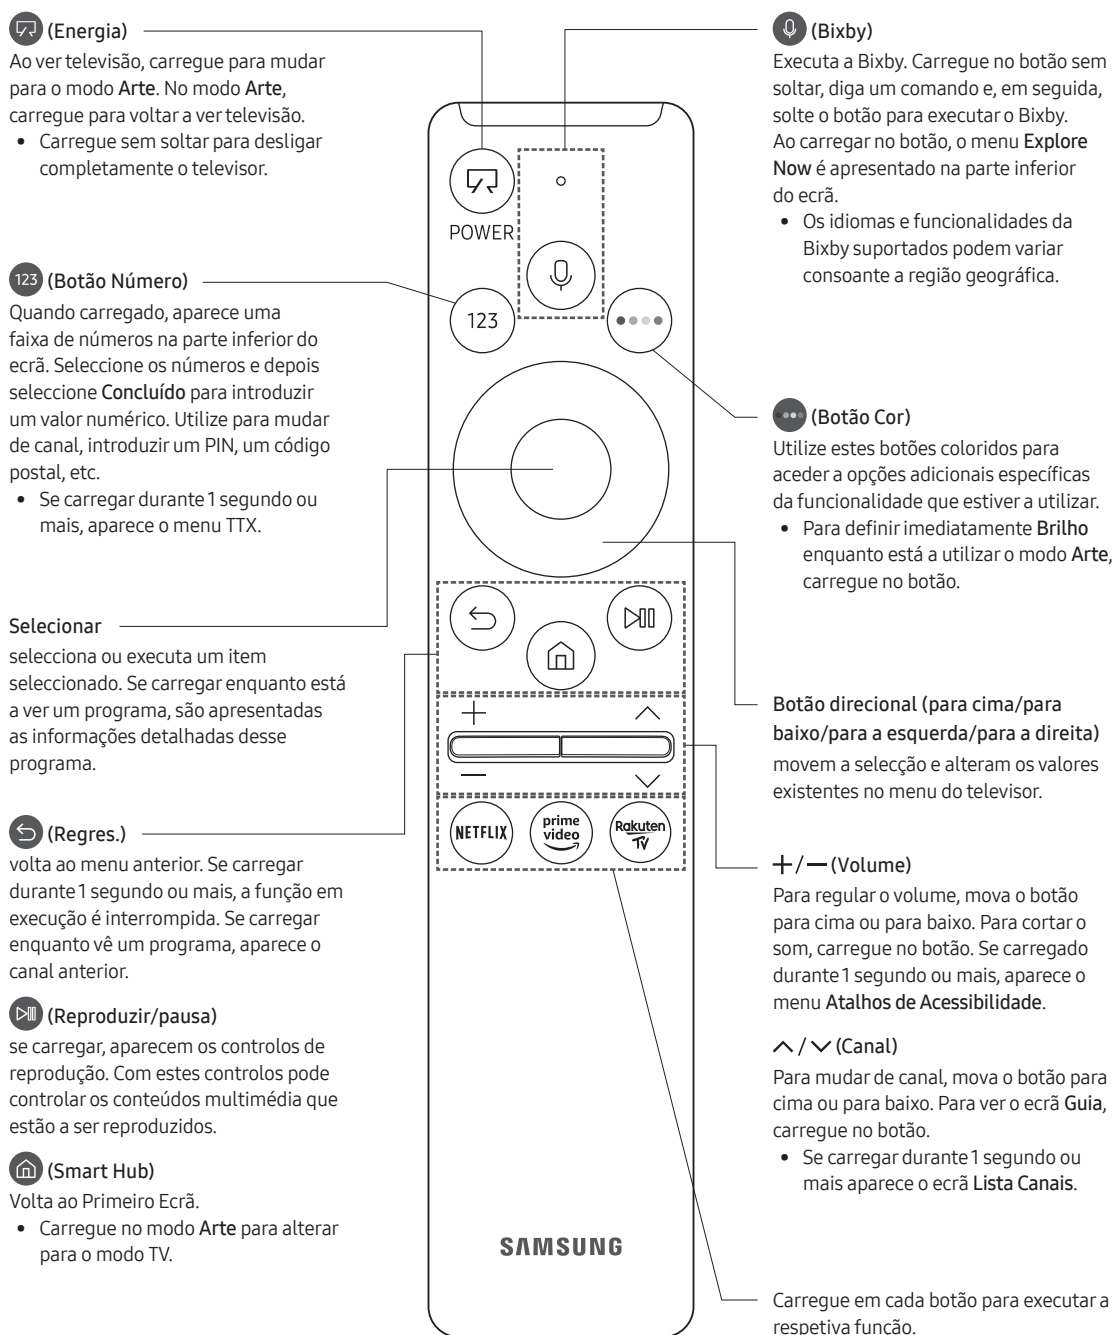 (Energia)
Ao ver televisão, carregue para mudar
para o modo Arte. No modo Arte,
carregue para voltar a ver televisão.
• Carregue sem soltar para desligar
completamente o televisor.
123 (Botão Número)
Quando carregado, aparece uma
faixa de números na parte inferior do
ecrã. Seleccione os números e depois
seleccione Concluído para introduzir
um valor numérico. Utilize para mudar
de canal, introduzir um PIN, um código
postal, etc.
• Se carregar durante 1 segundo ou
mais, aparece o menu TTX.
Selecionar
selecciona ou executa um item
seleccionado. Se carregar enquanto está
a ver um programa, são apresentadas
as informações detalhadas desse
programa.
(Regres.)
volta ao menu anterior. Se carregar
durante 1 segundo ou mais, a função em
execução é interrompida. Se carregar
enquanto vê um programa, aparece o
canal anterior.
(Reproduzir/pausa)
se carregar, aparecem os controlos de
reprodução. Com estes controlos pode
controlar os conteúdos multimédia que
estão a ser reproduzidos.
(Smart Hub)
Volta ao Primeiro Ecrã.
• Carregue no modo Arte para alterar
para o modo TV.
POWER
123
NETFLIX
prime
video
Rakuten
TV
SAMSUNG
(Bixby)
Executa a Bixby. Carregue no botão sem
soltar, diga um comando e, em seguida,
solte o botão para executar o Bixby.
Ao carregar no botão, o menu Explore
Now é apresentado na parte inferior
do ecrã.
• Os idiomas e funcionalidades da
Bixby suportados podem variar
consoante a região geográfica.
(Botão Cor)
Utilize estes botões coloridos para
aceder a opções adicionais específicas
da funcionalidade que estiver a utilizar.
• Para definir imediatamente Brilho
enquanto está a utilizar o modo Arte,
carregue no botão.
Botão direcional (para cima/para
baixo/para a esquerda/para a direita)
movem a selecção e alteram os valores
existentes no menu do televisor.
+/— (Volume)
Para regular o volume, mova o botão
para cima ou para baixo. Para cortar o
som, carregue no botão. Se carregado
durante 1 segundo ou mais, aparece o
menu Atalhos de Acessibilidade.
/ (Canal)
Para mudar de canal, mova o botão para
cima ou para baixo. Para ver o ecrã Guia,
carregue no botão.
• Se carregar durante 1 segundo ou
mais aparece o ecrã Lista Canais.
Carregue em cada botão para executar a
respetiva função.